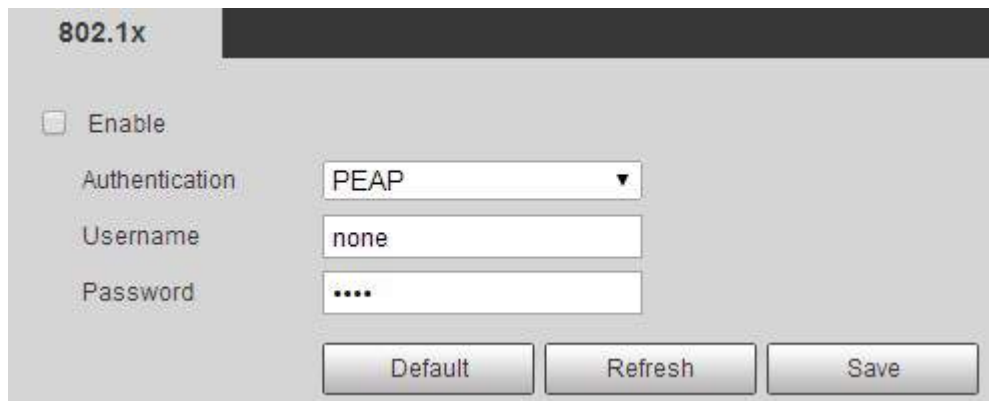 802.1x
Enable
Authentication PEAP
Username none
Password ••••
Default Refresh Save